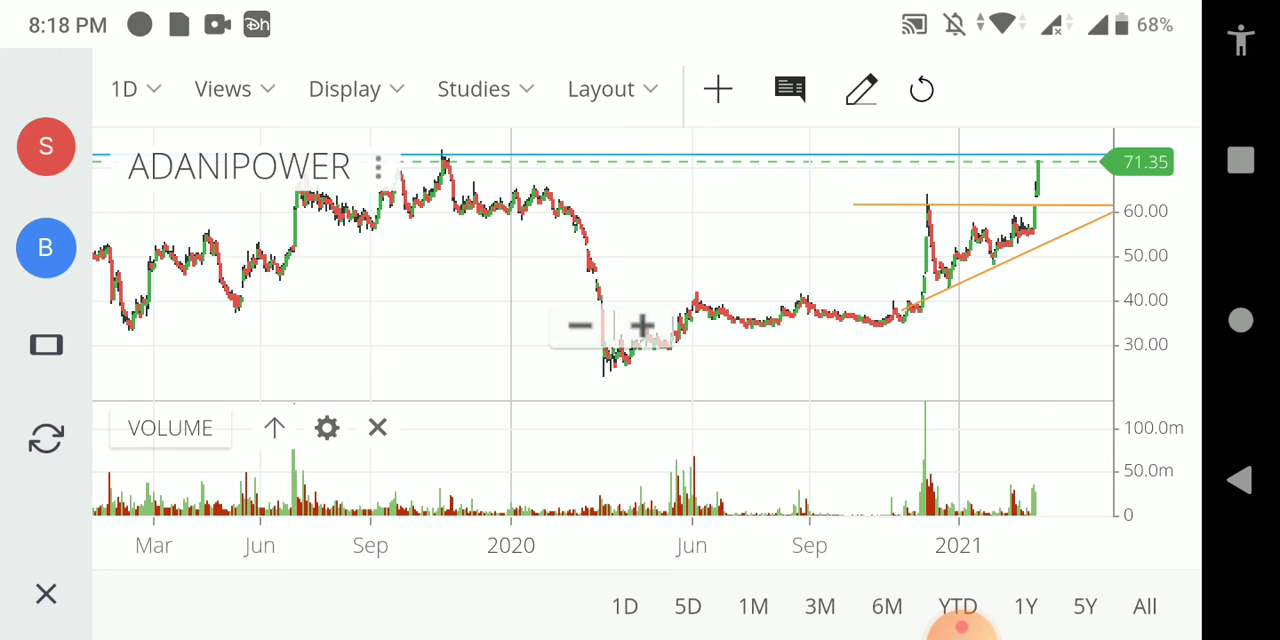 8:18 PM Dh 68%
1D Views Display Studies Layout
S
B
ADANIPOWER
71.35
60.00
50.00
40.00
30.00
VOLUME
100.0m
50.0m
0
Mar Jun Sep 2020 Jun Sep 2021
1D 5D 1M 3M 6M YTD 1Y 5Y All